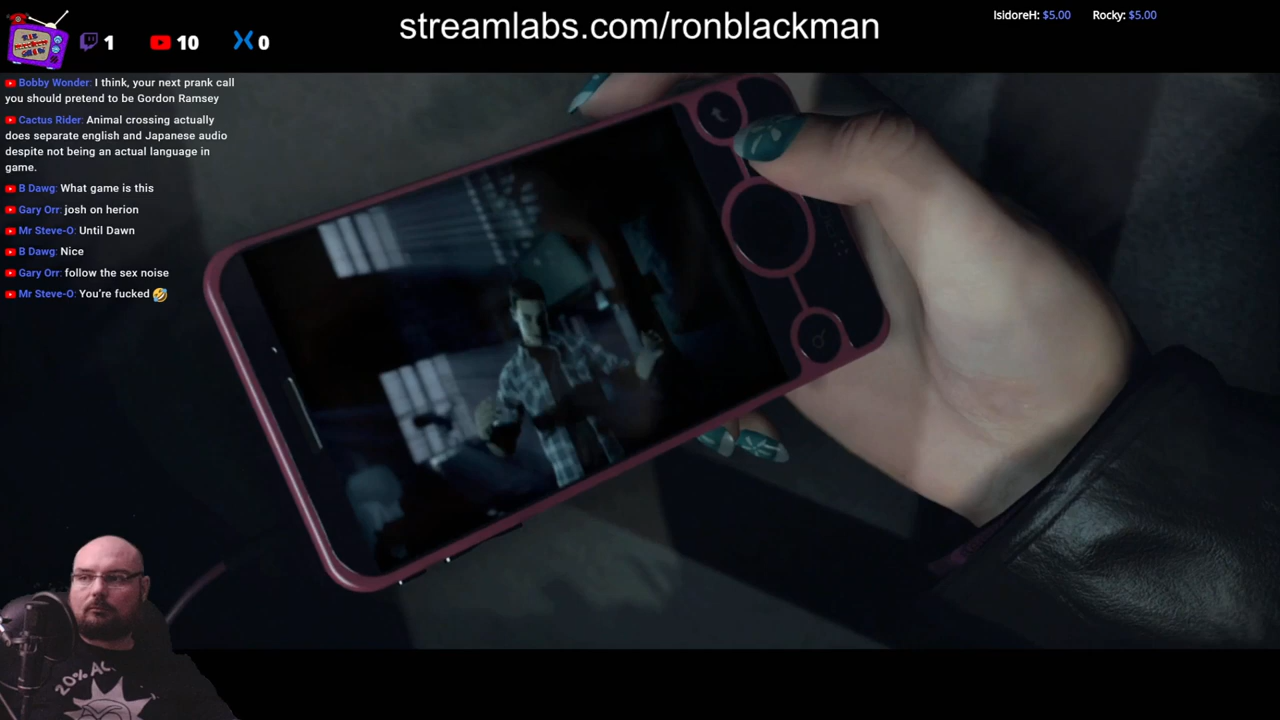 streamlabs.com/ronblackman
IsidoreH: $5.00 Rocky: $5.00
1 10 0
Bobby Wonder: I think, your next prank call
you should pretend to be Gordon Ramsey
Cactus Rider: Animal crossing actually
does separate english and Japanese audio
despite not being an actual language in
game.
B Dawg: What game is this
Gary Orr: josh on herion
Mr Steve-O: Until Dawn
B Dawg: Nice
Gary Orr: follow the sex noise
Mr Steve-O: You’re fucked 🤣
20% AC